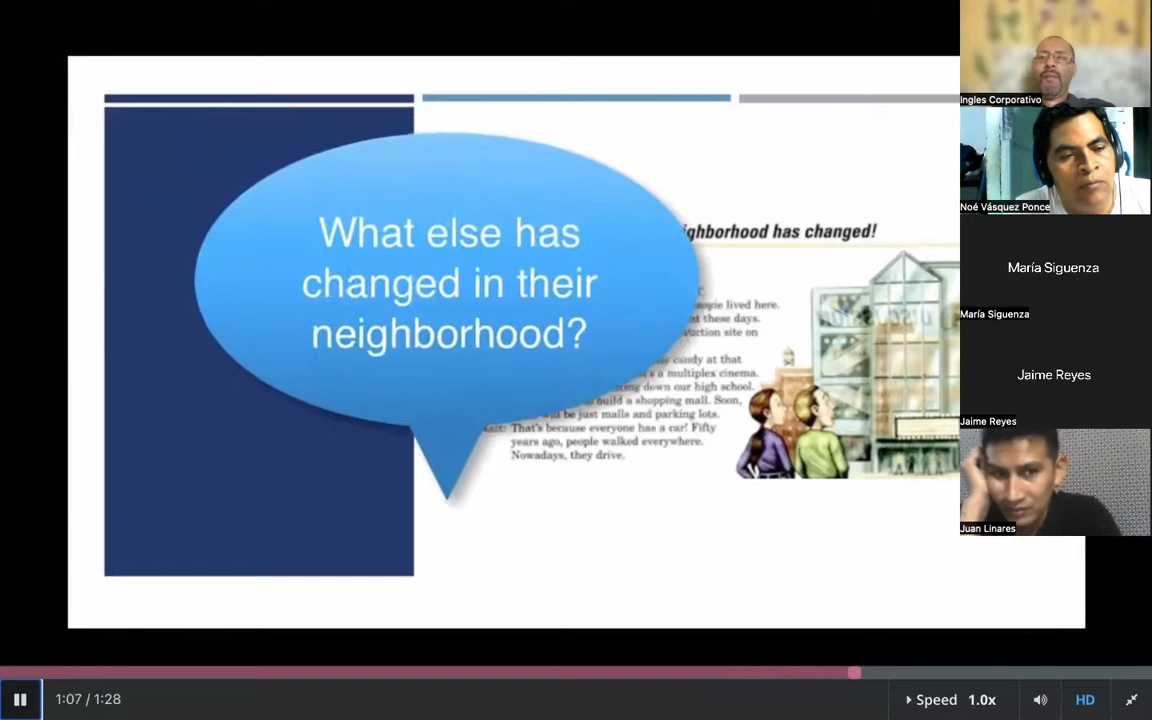 What else has
changed in their
neighborhood?
ighborhood has changed!
lived here.
at these days.
uction site on
candy at that
's a multiplex cinema.
down our high school.
build a shopping mall. Soon,
be just malls and parking lots.
That's because everyone has a car! Fifty
years ago, people walked everywhere.
Nowadays, they drive.
Ingles Corporativo
Noé Vásquez Ponce
María Siguenza
María Siguenza
Jaime Reyes
Jaime Reyes
Juan Linares
1:07 / 1:28
Speed 1.0x
HD